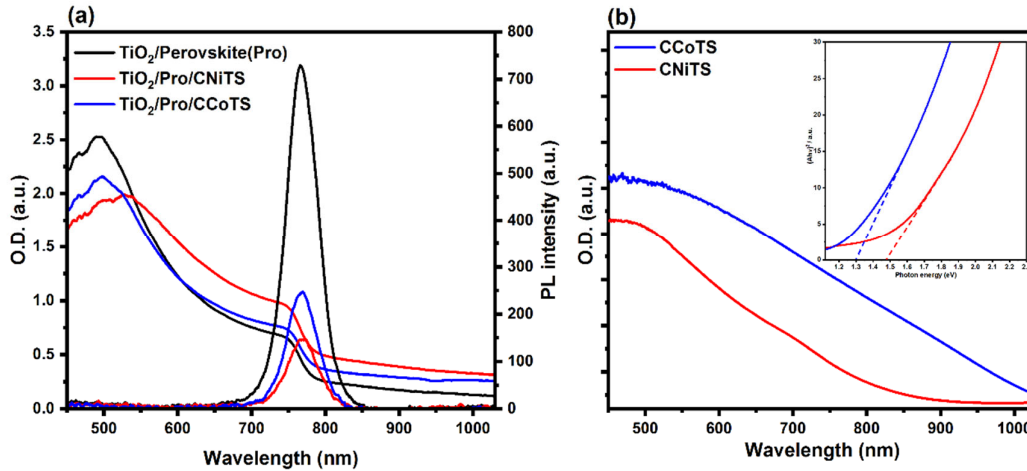 (a)
TiO2/Perovskite(Pro)
TiO2/Pro/CNiTS
TiO2/Pro/CCoTS
O.D. (a.u.)
3.5
3.0
2.5
2.0
1.5
1.0
0.5
0.0
PL intensity (a.u.)
800
700
600
500
400
300
200
100
0
500 600 700 800 900 1000
Wavelength (nm)
(b)
CCoTS
CNiTS
O.D. (a.u.)
500 600 700 800 900 1000
Wavelength (nm)
(Ahν)² / a.u.
30
25
20
15
10
5
0
1.2 1.3 1.4 1.5 1.6 1.7 1.8 1.9 2.0 2.1 2.2 2.3
Photon energy (eV)